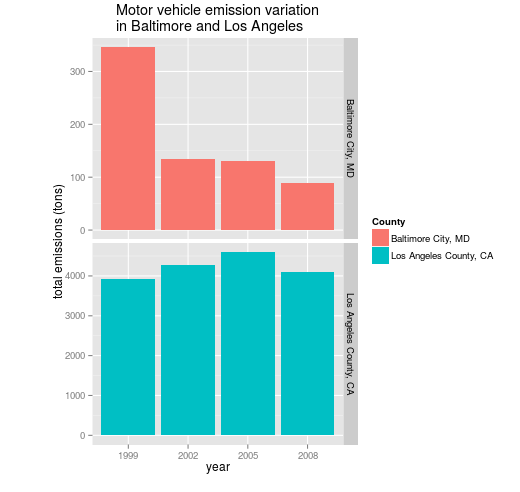 Motor vehicle emission variation
in Baltimore and Los Angeles
total emissions (tons)
300
200
100
0
Baltimore City, MD
4000
3000
2000
1000
0
Los Angeles County, CA
1999
2002
2005
2008
year
County
Baltimore City, MD
Los Angeles County, CA